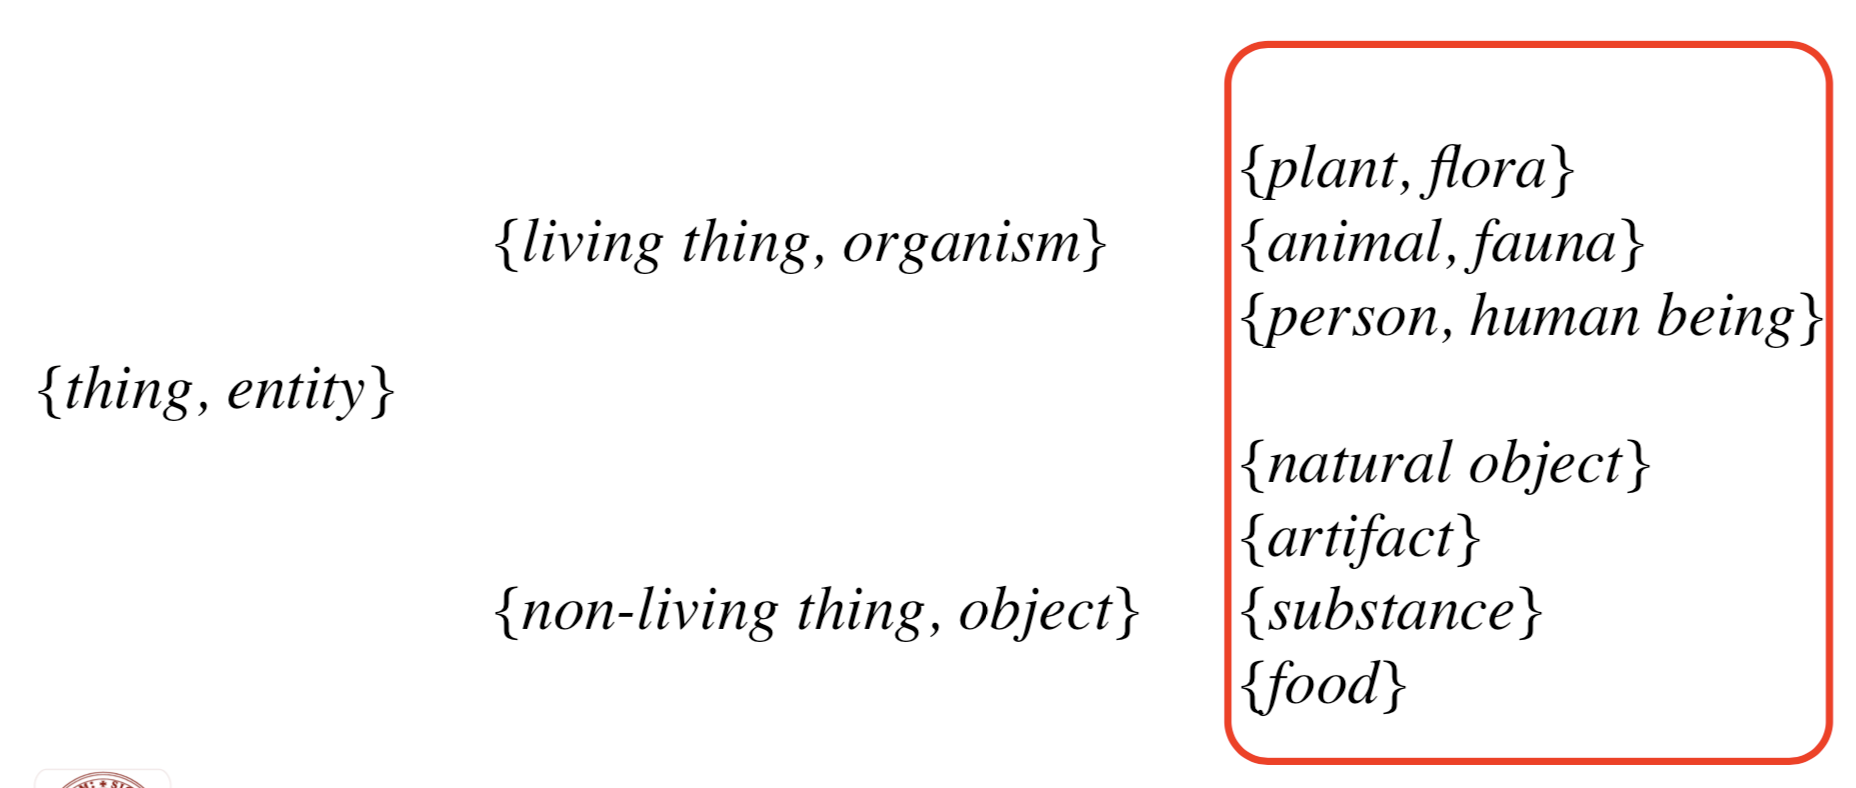 {plant, flora}
{living thing, organism} {animal, fauna}
{person, human being}
{thing, entity}
{natural object}
{artifact}
{non-living thing, object} {substance}
{food}